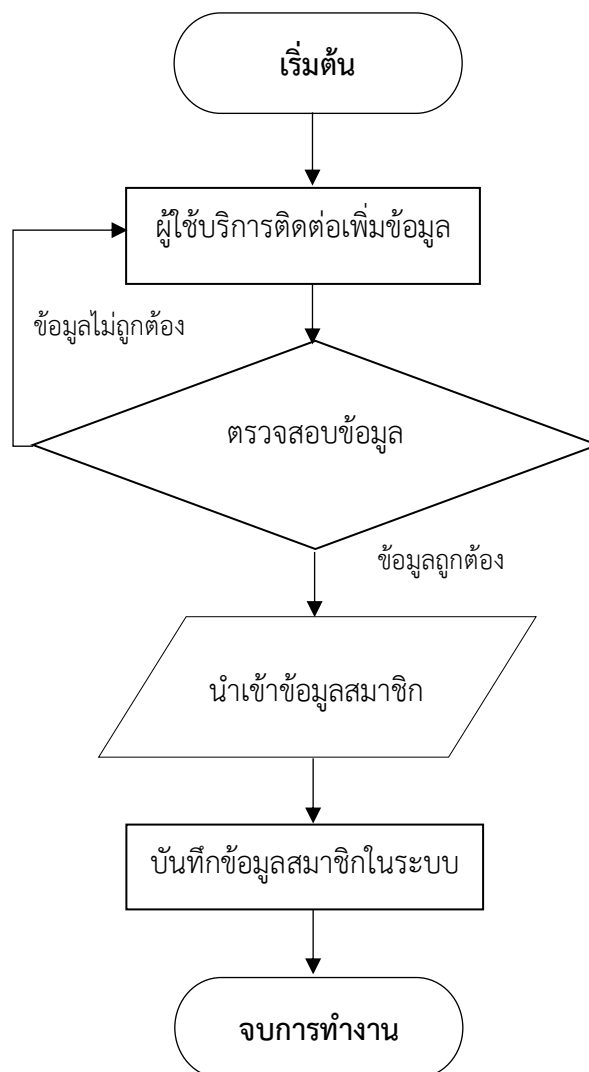 เริ่มต้น
ผู้ใช้บริการติดต่อเพิ่มข้อมูล
ข้อมูลไม่ถูกต้อง
ตรวจสอบข้อมูล
ข้อมูลถูกต้อง
นำเข้าข้อมูลสมาชิก
บันทึกข้อมูลสมาชิกในระบบ
จบการทำงาน